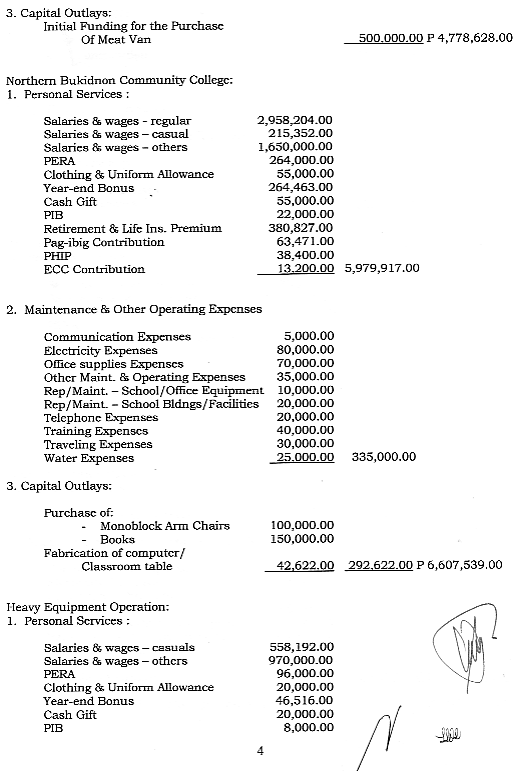 3. Capital Outlays:
Initial Funding for the Purchase
Of Meat Van 500,000.00 P 4,778,628.00
Northern Bukidnon Community College:
1. Personal Services :
Salaries & wages - regular 2,958,204.00
Salaries & wages – casual 215,352.00
Salaries & wages – others 1,650,000.00
PERA 264,000.00
Clothing & Uniform Allowance 55,000.00
Year-end Bonus 264,463.00
Cash Gift 55,000.00
PIB 22,000.00
Retirement & Life Ins. Premium 380,827.00
Pag-ibig Contribution 63,471.00
PHIP 38,400.00
ECC Contribution 13,200.00 5,979,917.00
2. Maintenance & Other Operating Expenses
Communication Expenses 5,000.00
Electricity Expenses 80,000.00
Office supplies Expenses 70,000.00
Other Maint. & Operating Expenses 35,000.00
Rep/Maint. – School/Office Equipment 10,000.00
Rep/Maint. – School Bldngs/Facilities 20,000.00
Telephone Expenses 20,000.00
Training Expenses 40,000.00
Traveling Expenses 30,000.00
Water Expenses 25,000.00 335,000.00
3. Capital Outlays:
Purchase of:
- Monoblock Arm Chairs 100,000.00
- Books 150,000.00
Fabrication of computer/
Classroom table 42,622.00 292,622.00 P 6,607,539.00
Heavy Equipment Operation:
1. Personal Services :
Salaries & wages – casuals 558,192.00
Salaries & wages – others 970,000.00
PERA 96,000.00
Clothing & Uniform Allowance 20,000.00
Year-end Bonus 46,516.00
Cash Gift 20,000.00
PIB 8,000.00
4